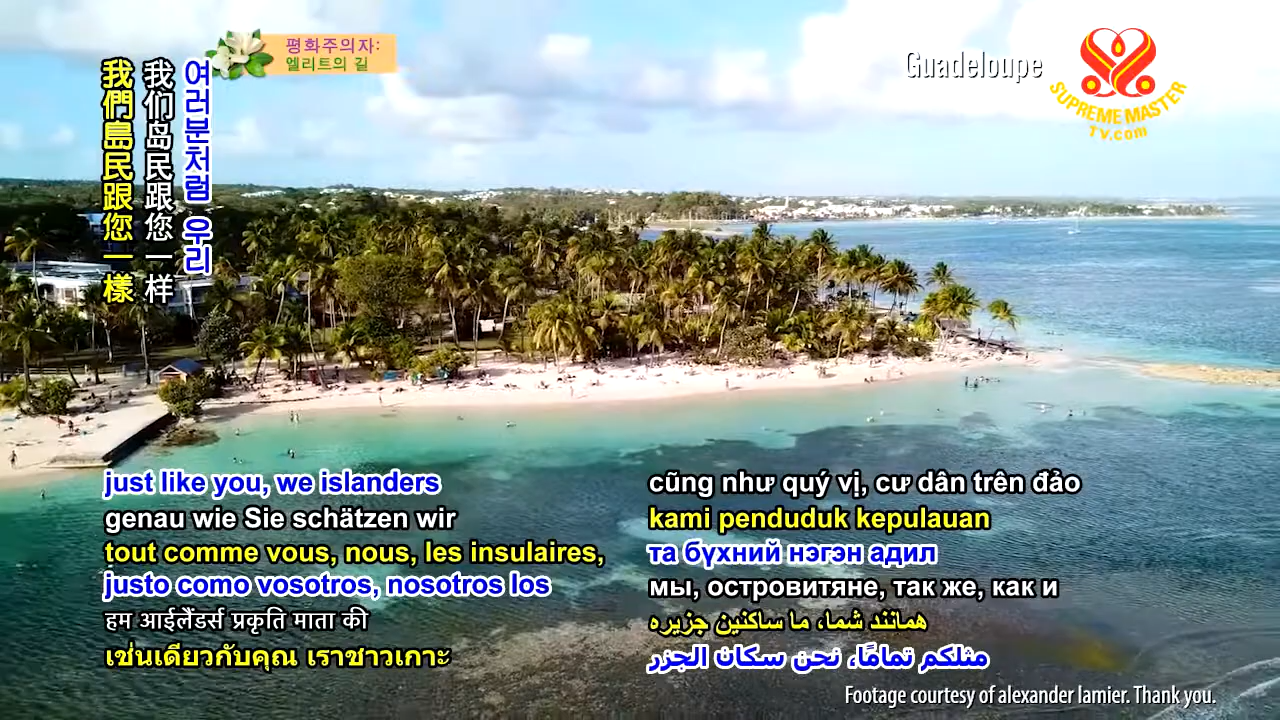 평화주의자:
엘리트의 길
Guadeloupe
SUPREME MASTER
TV.com
여러분처럼 우리
我们岛民跟您一样
我們島民跟您一樣
just like you, we islanders
genau wie Sie schätzen wir
tout comme vous, nous, les insulaires,
justo como vosotros, nosotros los
हम आईलैंडर्स प्रकृति माता की
เช่นเดียวกับคุณ เราชาวเกาะ
cũng như quý vị, cư dân trên đảo
kami penduduk kepulauan
та бүхний нэгэн адил
мы, островитяне, так же, как и
همانند شما، ما ساکنین جزیره
مثلكم تمامًا، نحن سكان الجزر
Footage courtesy of alexander lamier. Thank you.